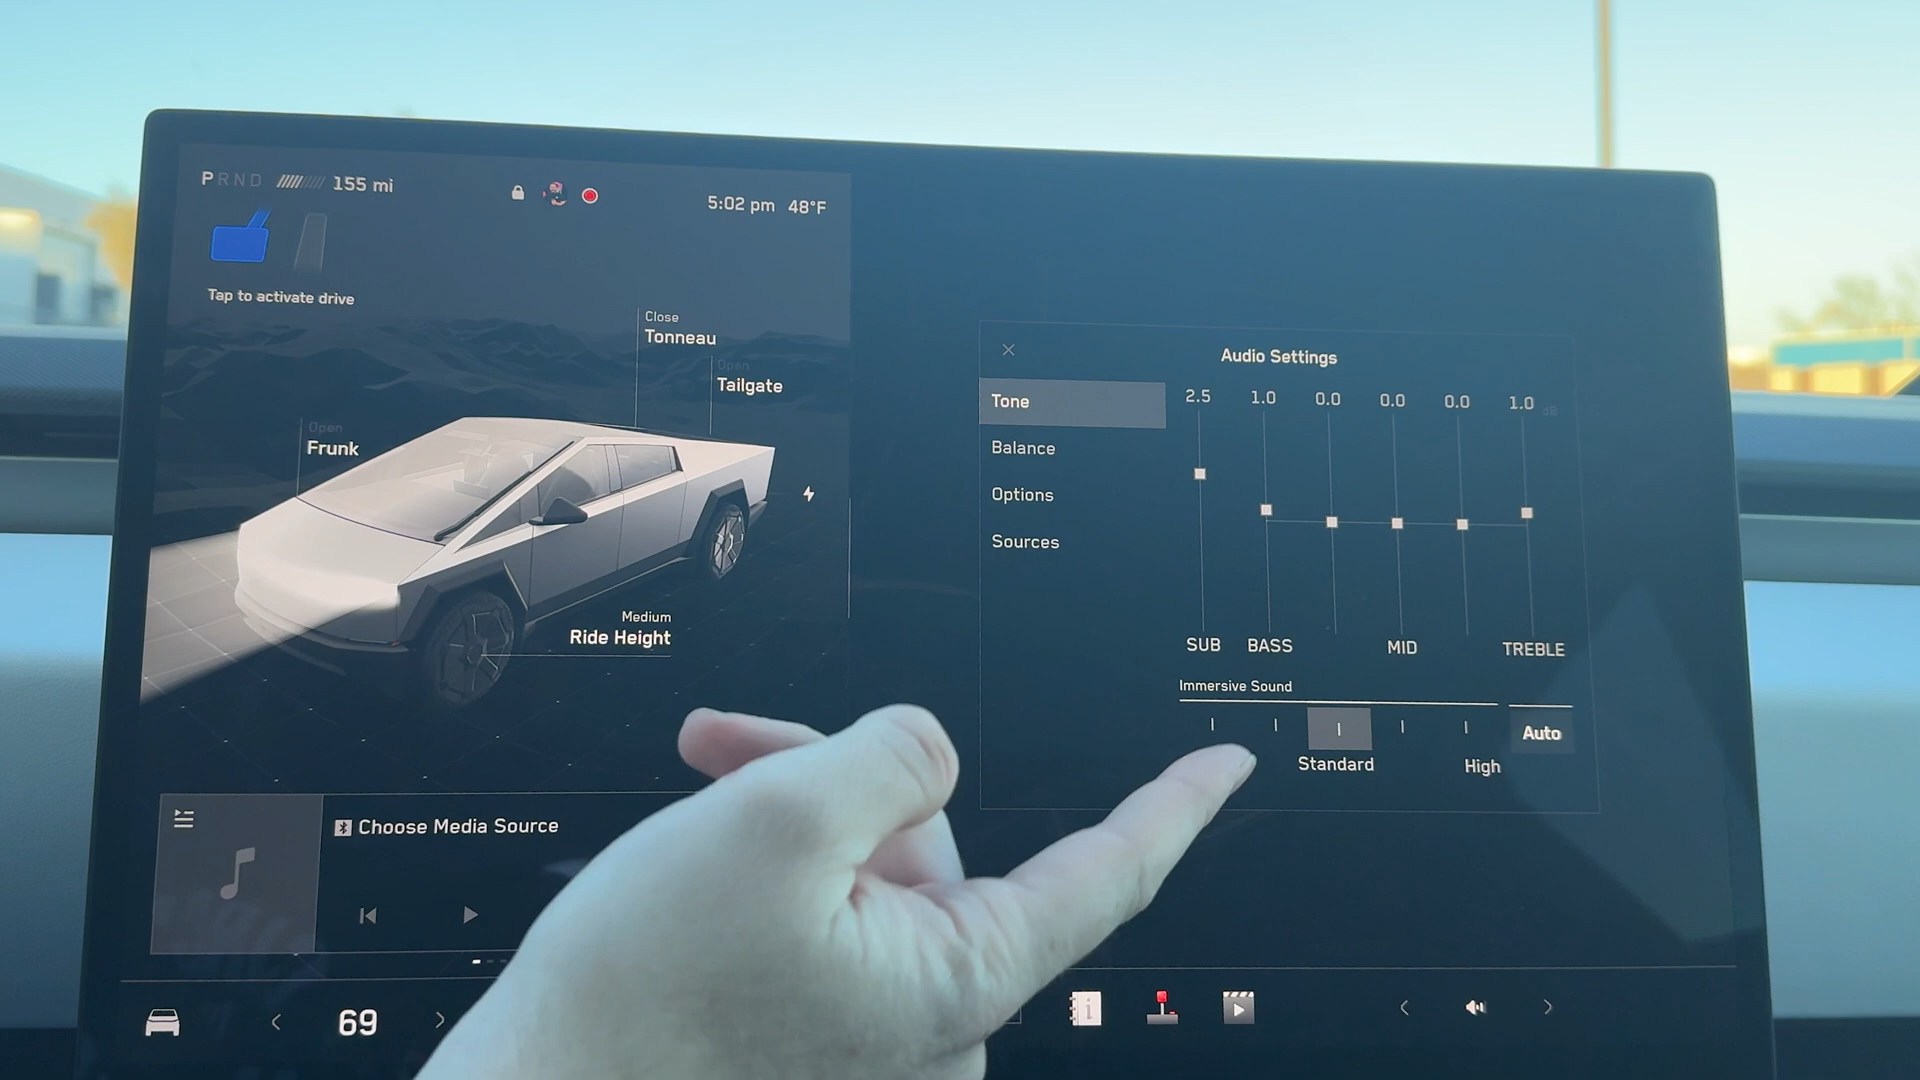 PRND 155 mi
5:02 pm 48°F
Tap to activate drive
Close
Tonneau
Open
Tailgate
Open
Frunk
Medium
Ride Height
Choose Media Source
69
Audio Settings
Tone
Balance
Options
Sources
2.5 1.0 0.0 0.0 0.0 1.0 dB
SUB BASS MID TREBLE
Immersive Sound
Auto
Standard High